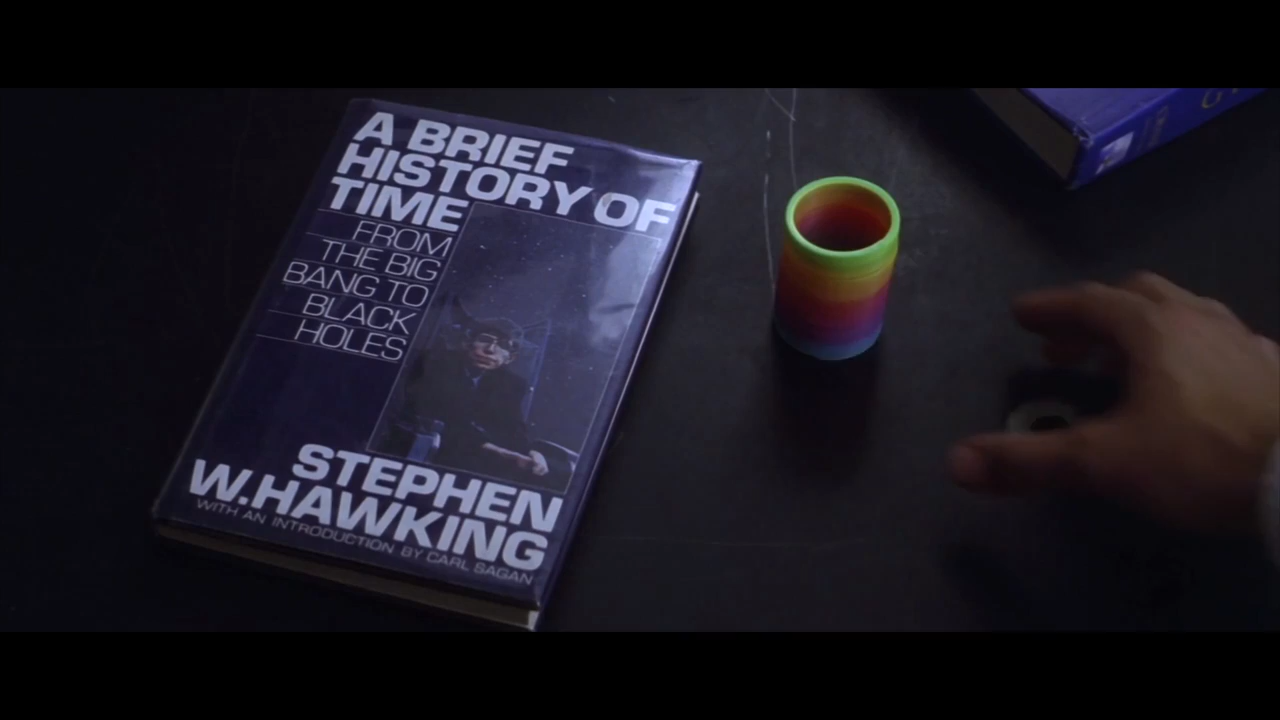 A BRIEF
HISTORY OF
TIME
FROM
THE BIG
BANG TO
BLACK
HOLES
STEPHEN
W.HAWKING
WITH AN INTRODUCTION BY CARL SAGAN